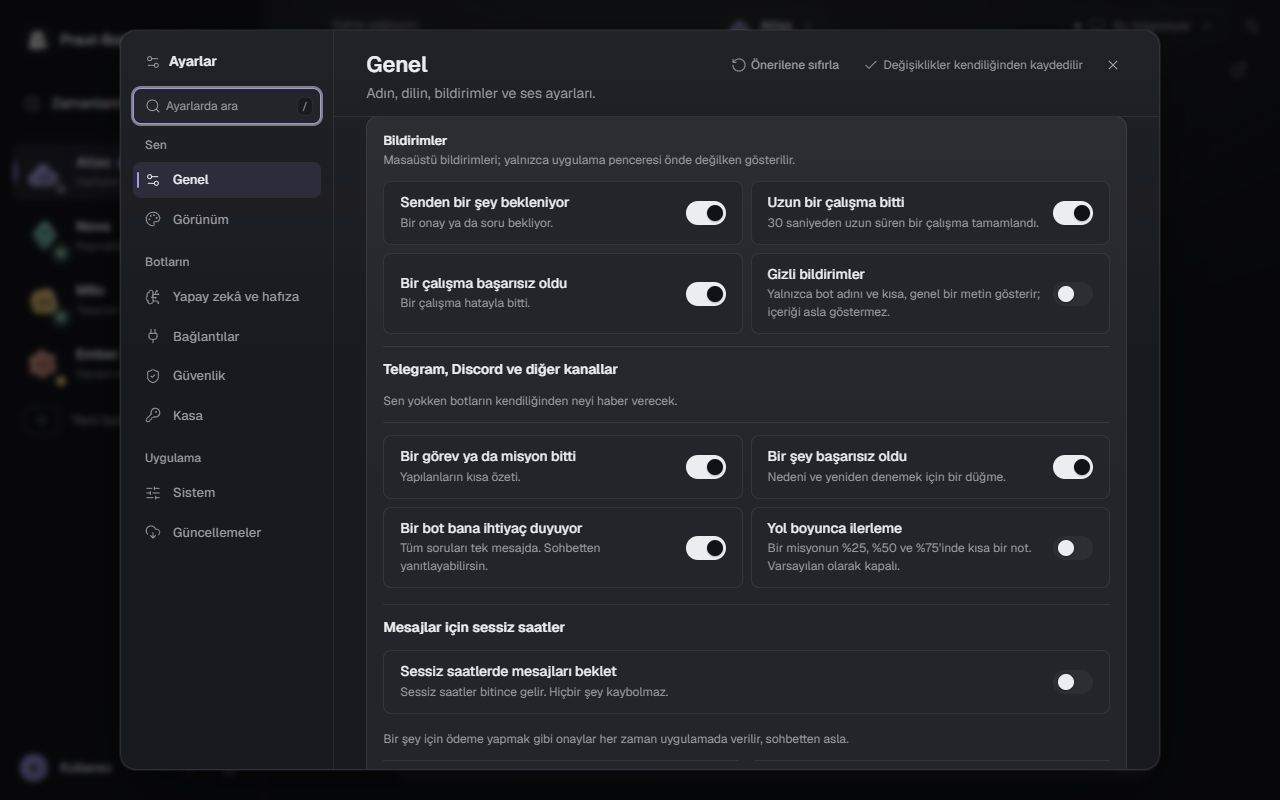 Ayarlar
Ayarlarda ara
/
Sen
Genel
Görünüm
Botların
Yapay zekâ ve hafıza
Bağlantılar
Güvenlik
Kasa
Uygulama
Sistem
Güncellemeler
Genel
Önerilene sıfırla
Değişiklikler kendiliğinden kaydedilir
Adın, dilin, bildirimler ve ses ayarları.
Bildirimler
Masaüstü bildirimleri; yalnızca uygulama penceresi önde değilken gösterilir.
Senden bir şey bekleniyor
Bir onay ya da soru bekliyor.
Uzun bir çalışma bitti
30 saniyeden uzun süren bir çalışma tamamlandı.
Bir çalışma başarısız oldu
Bir çalışma hatayla bitti.
Gizli bildirimler
Yalnızca bot adını ve kısa, genel bir metin gösterir;
içeriği asla göstermez.
Telegram, Discord ve diğer kanallar
Sen yokken botların kendiliğinden neyi haber verecek.
Bir görev ya da misyon bitti
Yapılanların kısa özeti.
Bir şey başarısız oldu
Nedeni ve yeniden denemek için bir düğme.
Bir bot bana ihtiyaç duyuyor
Tüm soruları tek mesajda. Sohbetten
yanıtlayabilirsin.
Yol boyunca ilerleme
Bir misyonun %25, %50 ve %75'inde kısa bir not.
Varsayılan olarak kapalı.
Mesajlar için sessiz saatler
Sessiz saatlerde mesajları beklet
Sessiz saatler bitince gelir. Hiçbir şey kaybolmaz.
Bir şey için ödeme yapmak gibi onaylar her zaman uygulamada verilir, sohbetten asla.